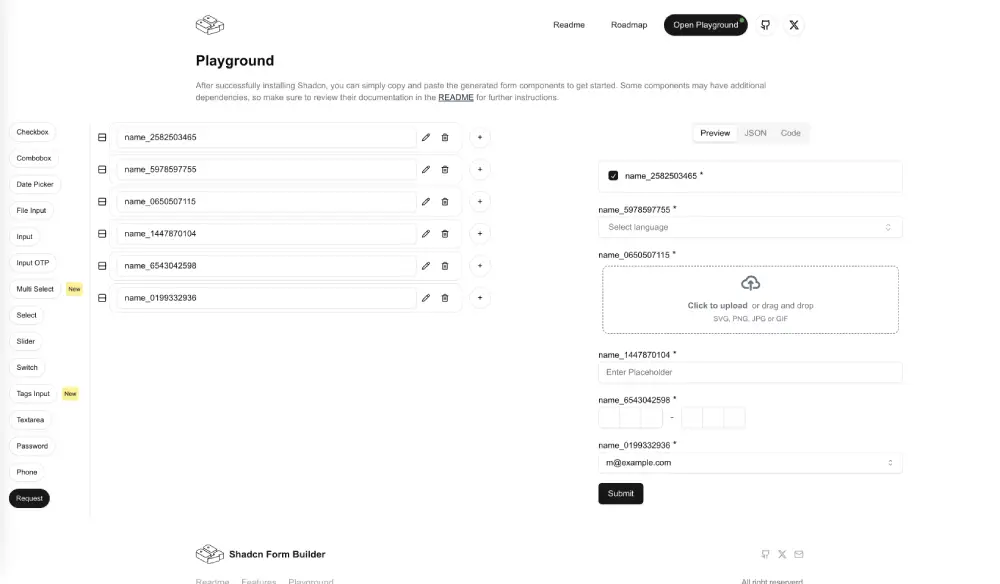 Readme
Roadmap
Open Playground
Playground
After successfully installing Shadcn, you can simply copy and paste the generated form components to get started. Some components may have additional
dependencies, so make sure to review their documentation in the README for further instructions.
Checkbox
Combobox
Date Picker
File Input
Input
Input OTP
Multi Select New
Select
Slider
Switch
Tags Input New
Textarea
Password
Phone
Request
name_2582503465
+
name_5978597755
+
name_0650507115
+
name_1447870104
+
name_6543042598
+
name_0199332936
+
Preview JSON Code
name_2582503465 *
name_5978597755 *
Select language
name_0650507115 *
Click to upload or drag and drop
SVG, PNG, JPG or GIF
name_1447870104 *
Enter Placeholder
name_6543042598 *
-
name_0199332936 *
m@example.com
Submit
Shadcn Form Builder
Readme Features Playground
All right reserved